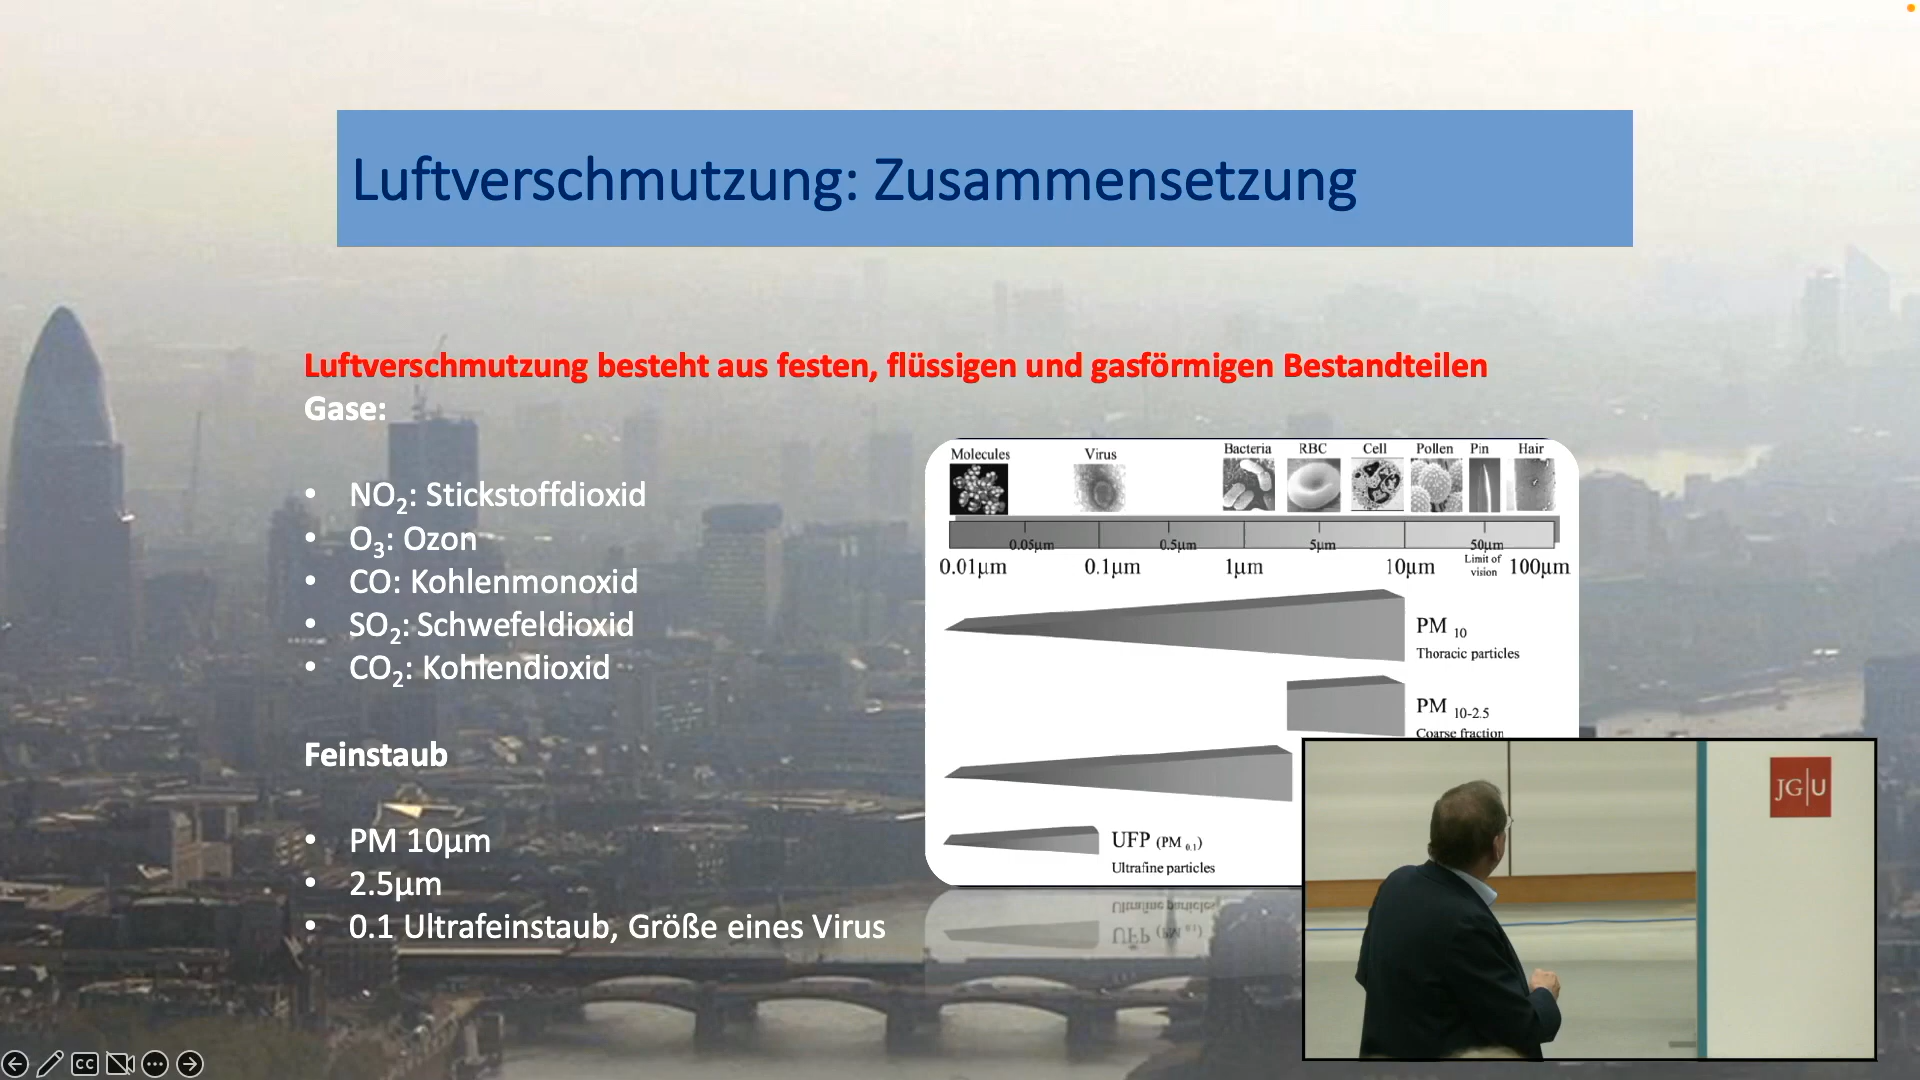 Luftverschmutzung: Zusammensetzung
Luftverschmutzung besteht aus festen, flüssigen und gasförmigen Bestandteilen
Gase:
• NO₂: Stickstoffdioxid
• O₃: Ozon
• CO: Kohlenmonoxid
• SO₂: Schwefeldioxid
• CO₂: Kohlendioxid
Feinstaub
• PM 10µm
• 2.5µm
• 0.1 Ultrafeinstaub, Größe eines Virus
Molecules Virus Bacteria RBC Cell Pollen Pin Hair
0.05µm 0.5µm 5µm 50µm
0.01µm 0.1µm 1µm 10µm Limit of vision 100µm
PM 10
Thoracic particles
PM 10-2.5
Coarse fraction
UFP (PM 0.1)
Ultrafine particles
JG|U
CC